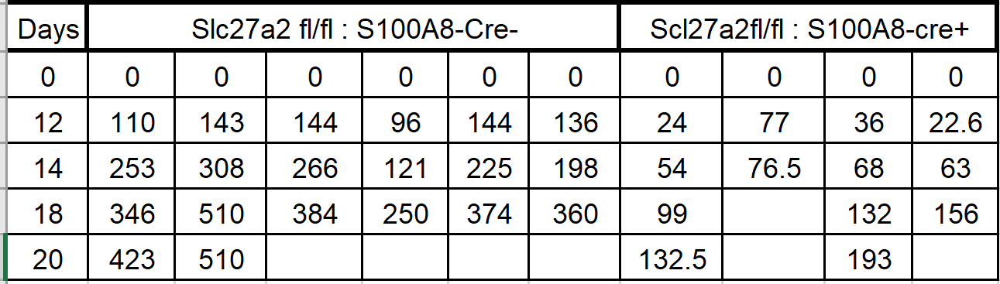 Days Slc27a2 fl/fl : S100A8-Cre- Scl27a2fl/fl : S100A8-cre+
0 0 0 0 0 0 0 0 0 0 0
12 110 143 144 96 144 136 24 77 36 22.6
14 253 308 266 121 225 198 54 76.5 68 63
18 346 510 384 250 374 360 99 132 156
20 423 510 132.5 193